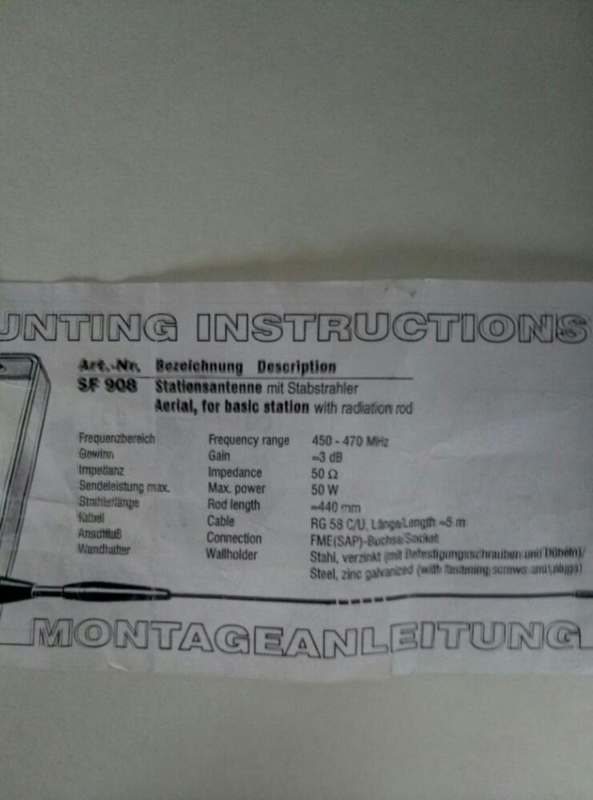 UNTING INSTRUCTIONS
Art.-Nr. Bezeichnung Description
SF 908 Stationsantenne mit Stabstrahler
Aerial, for basic station with radiation rod
Frequenzbereich Frequency range 450 - 470 MHz
Gewinn Gain ≈3 dB
Impedanz Impedance 50 Ω
Sendeleistung max. Max. power 50 W
Strahlerlänge Rod length ≈440 mm
Kabel Cable RG 58 C/U, Länge/Length ≈5 m
Anschluß Connection FME(SAP)-Buchse/Socket
Wandhalter Wallholder Stahl, verzinkt (mit Befestigungsschrauben und Dübeln)/
Steel, zinc galvanized (with fastening screws and plugs)
MONTAGEANLEITUNG